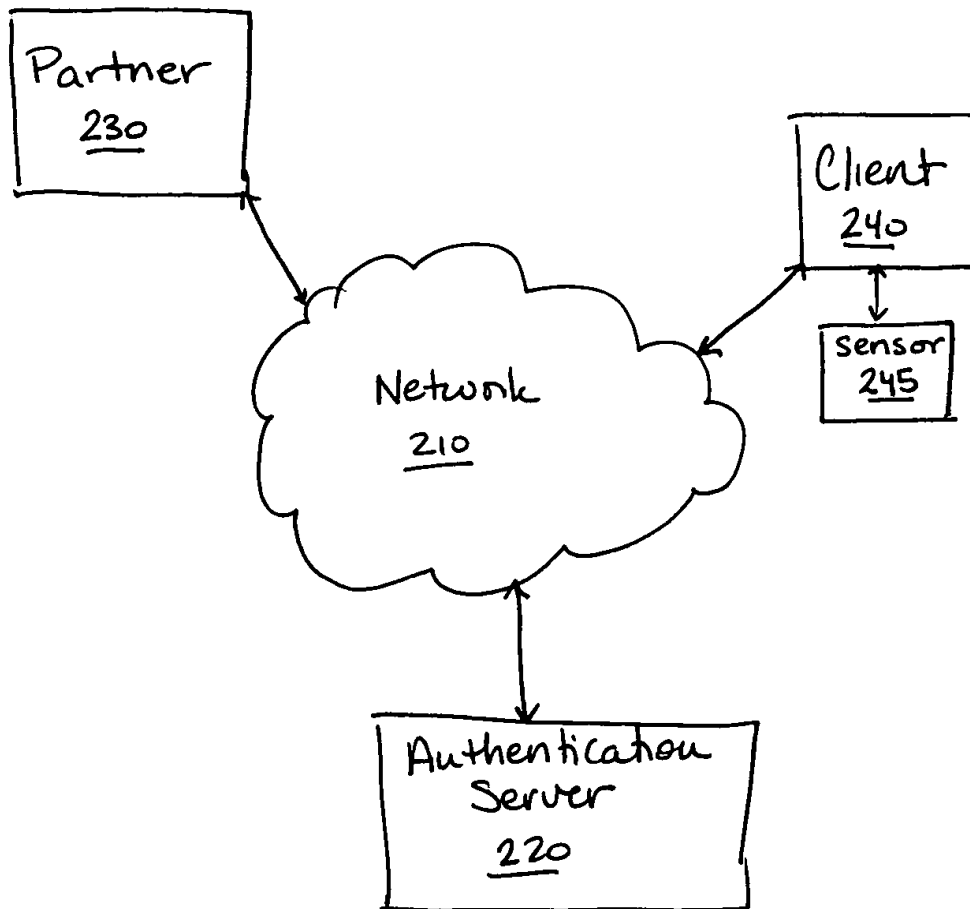 Partner
230
Client
240
sensor
245
Network
210
Authentication
Server
220